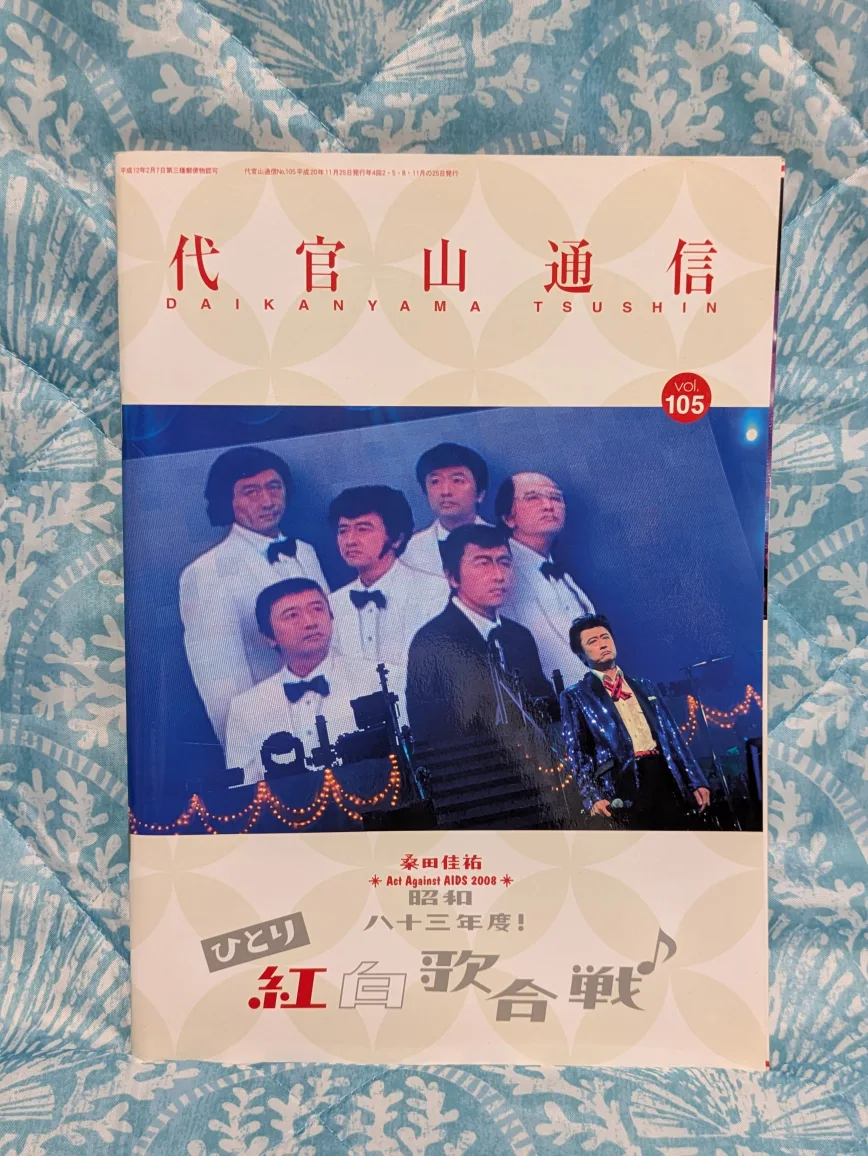 平成12年2月7日第三種郵便物認可 代官山通信No.105平成20年11月25日発行年4回2・5・8・11月の25日発行
代官山通信
DAIKANYAMA TSUSHIN
vol.
105
桑田佳祐
Act Against AIDS 2008
昭和
八十三年度!
ひとり
紅白歌合戦♪